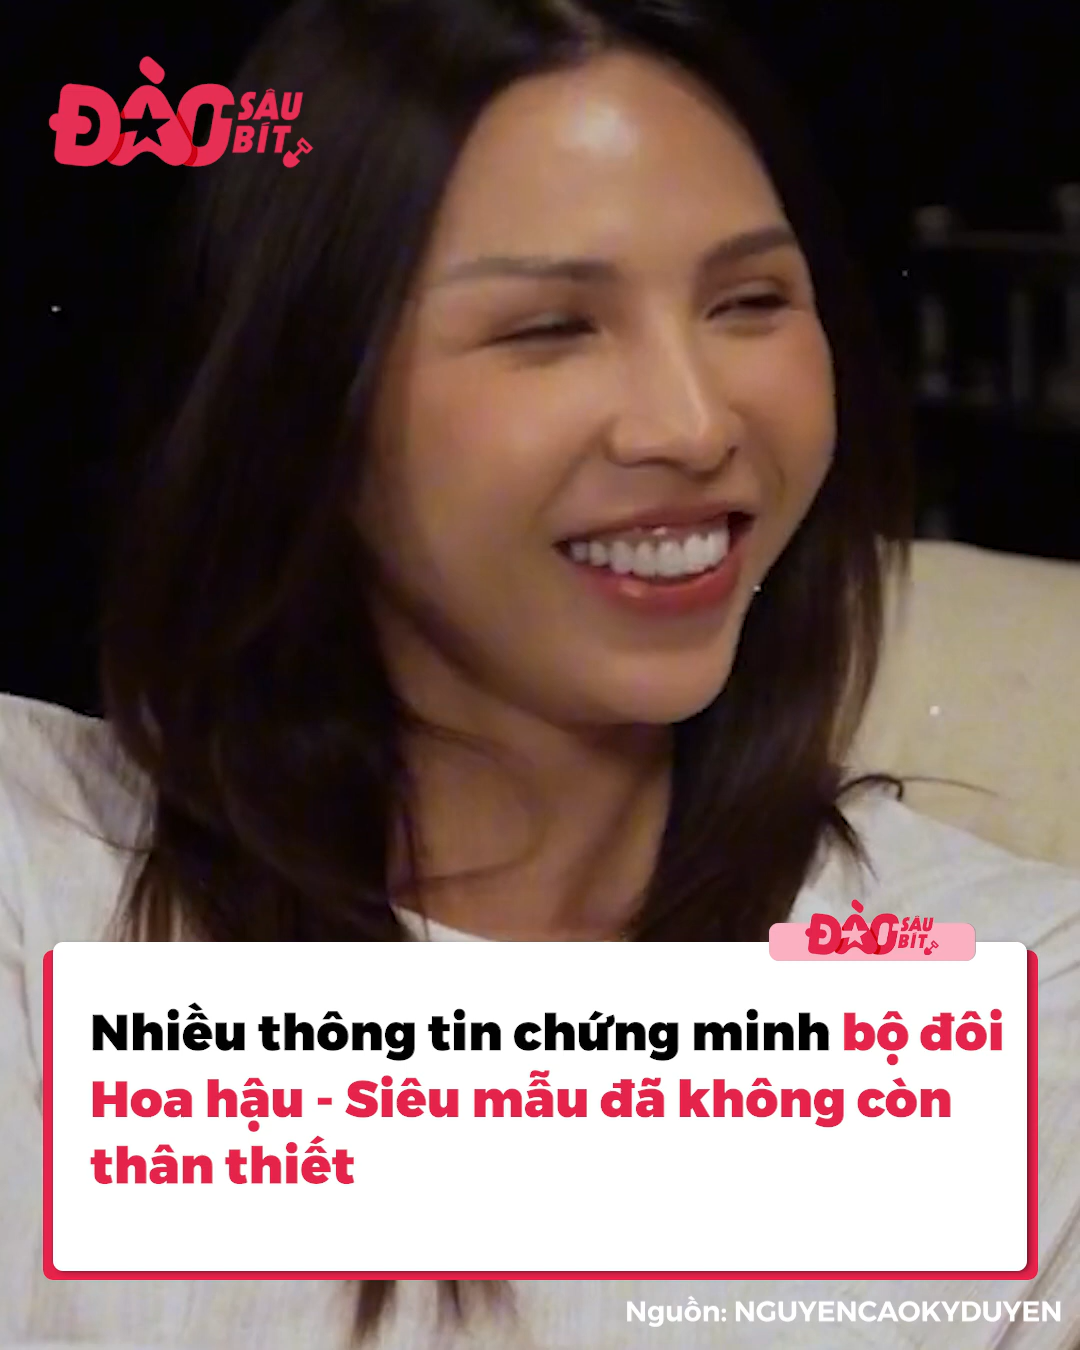 ĐÀO SÂU BÍT
ĐÀO SÂU BÍT
Nhiều thông tin chứng minh bộ đôi
Hoa hậu - Siêu mẫu đã không còn
thân thiết
Nguồn: NGUYENCAOKYDUYEN